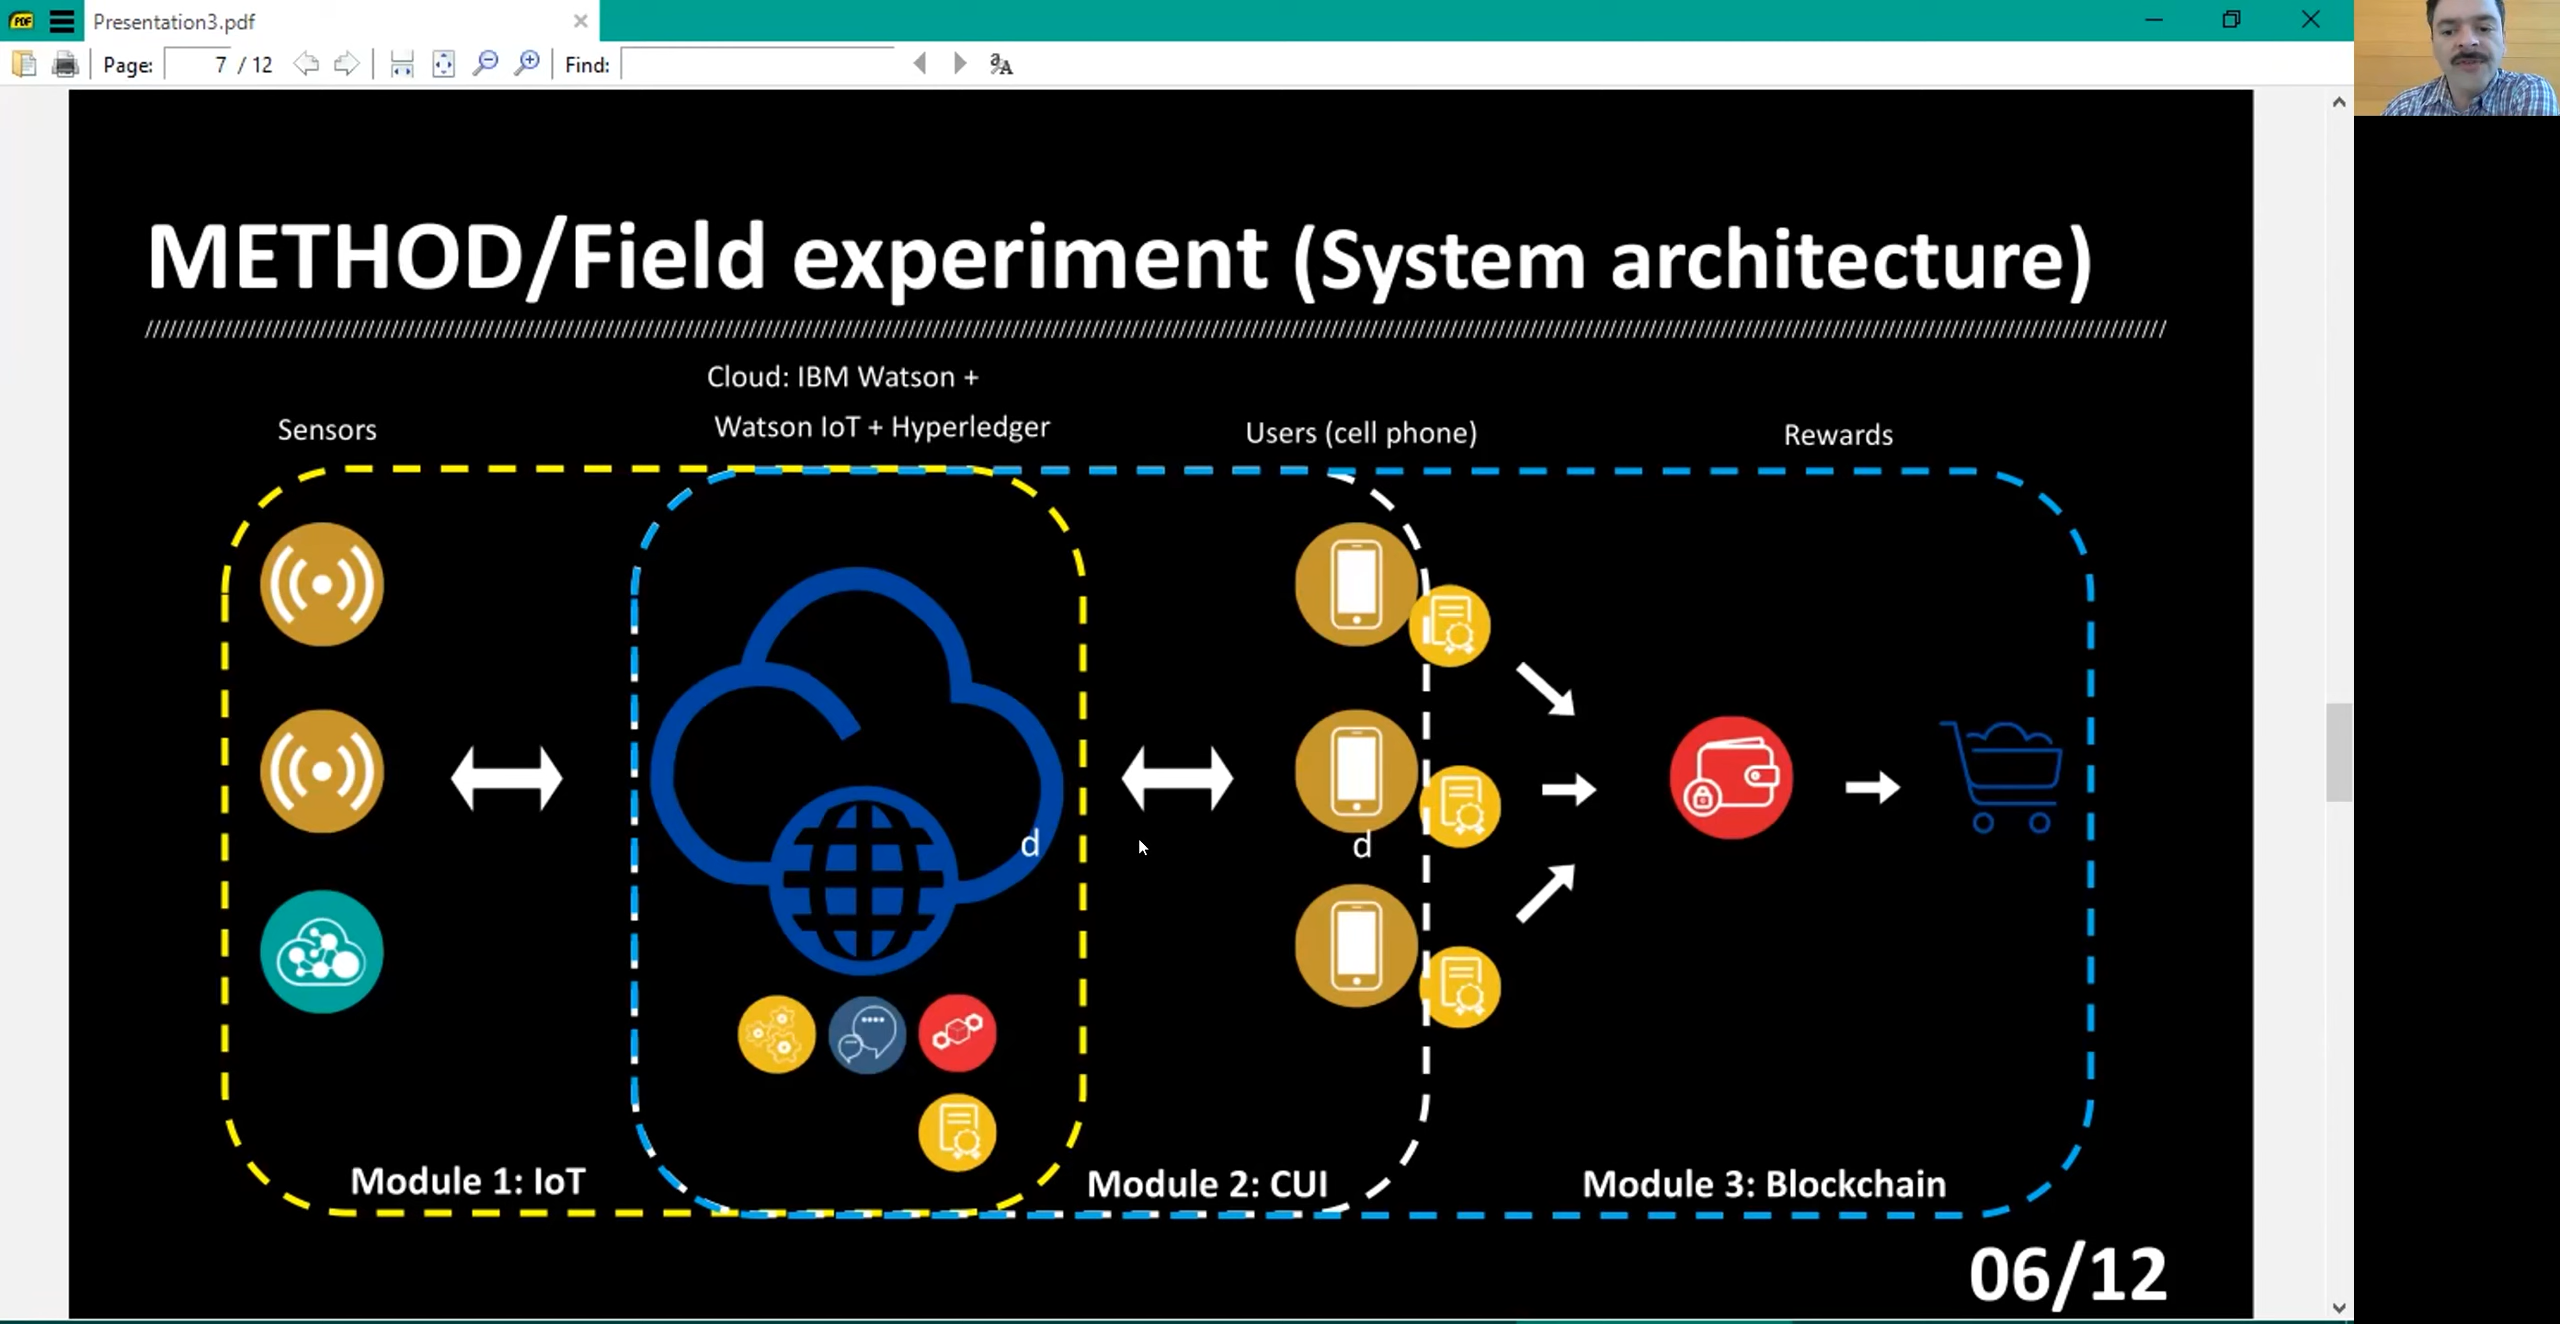 Presentation3.pdf
Page: 7 / 12 Find:
METHOD/Field experiment (System architecture)
Cloud: IBM Watson +
Watson IoT + Hyperledger
Sensors
Users (cell phone)
Rewards
d
d
Module 1: IoT
Module 2: CUI
Module 3: Blockchain
06/12